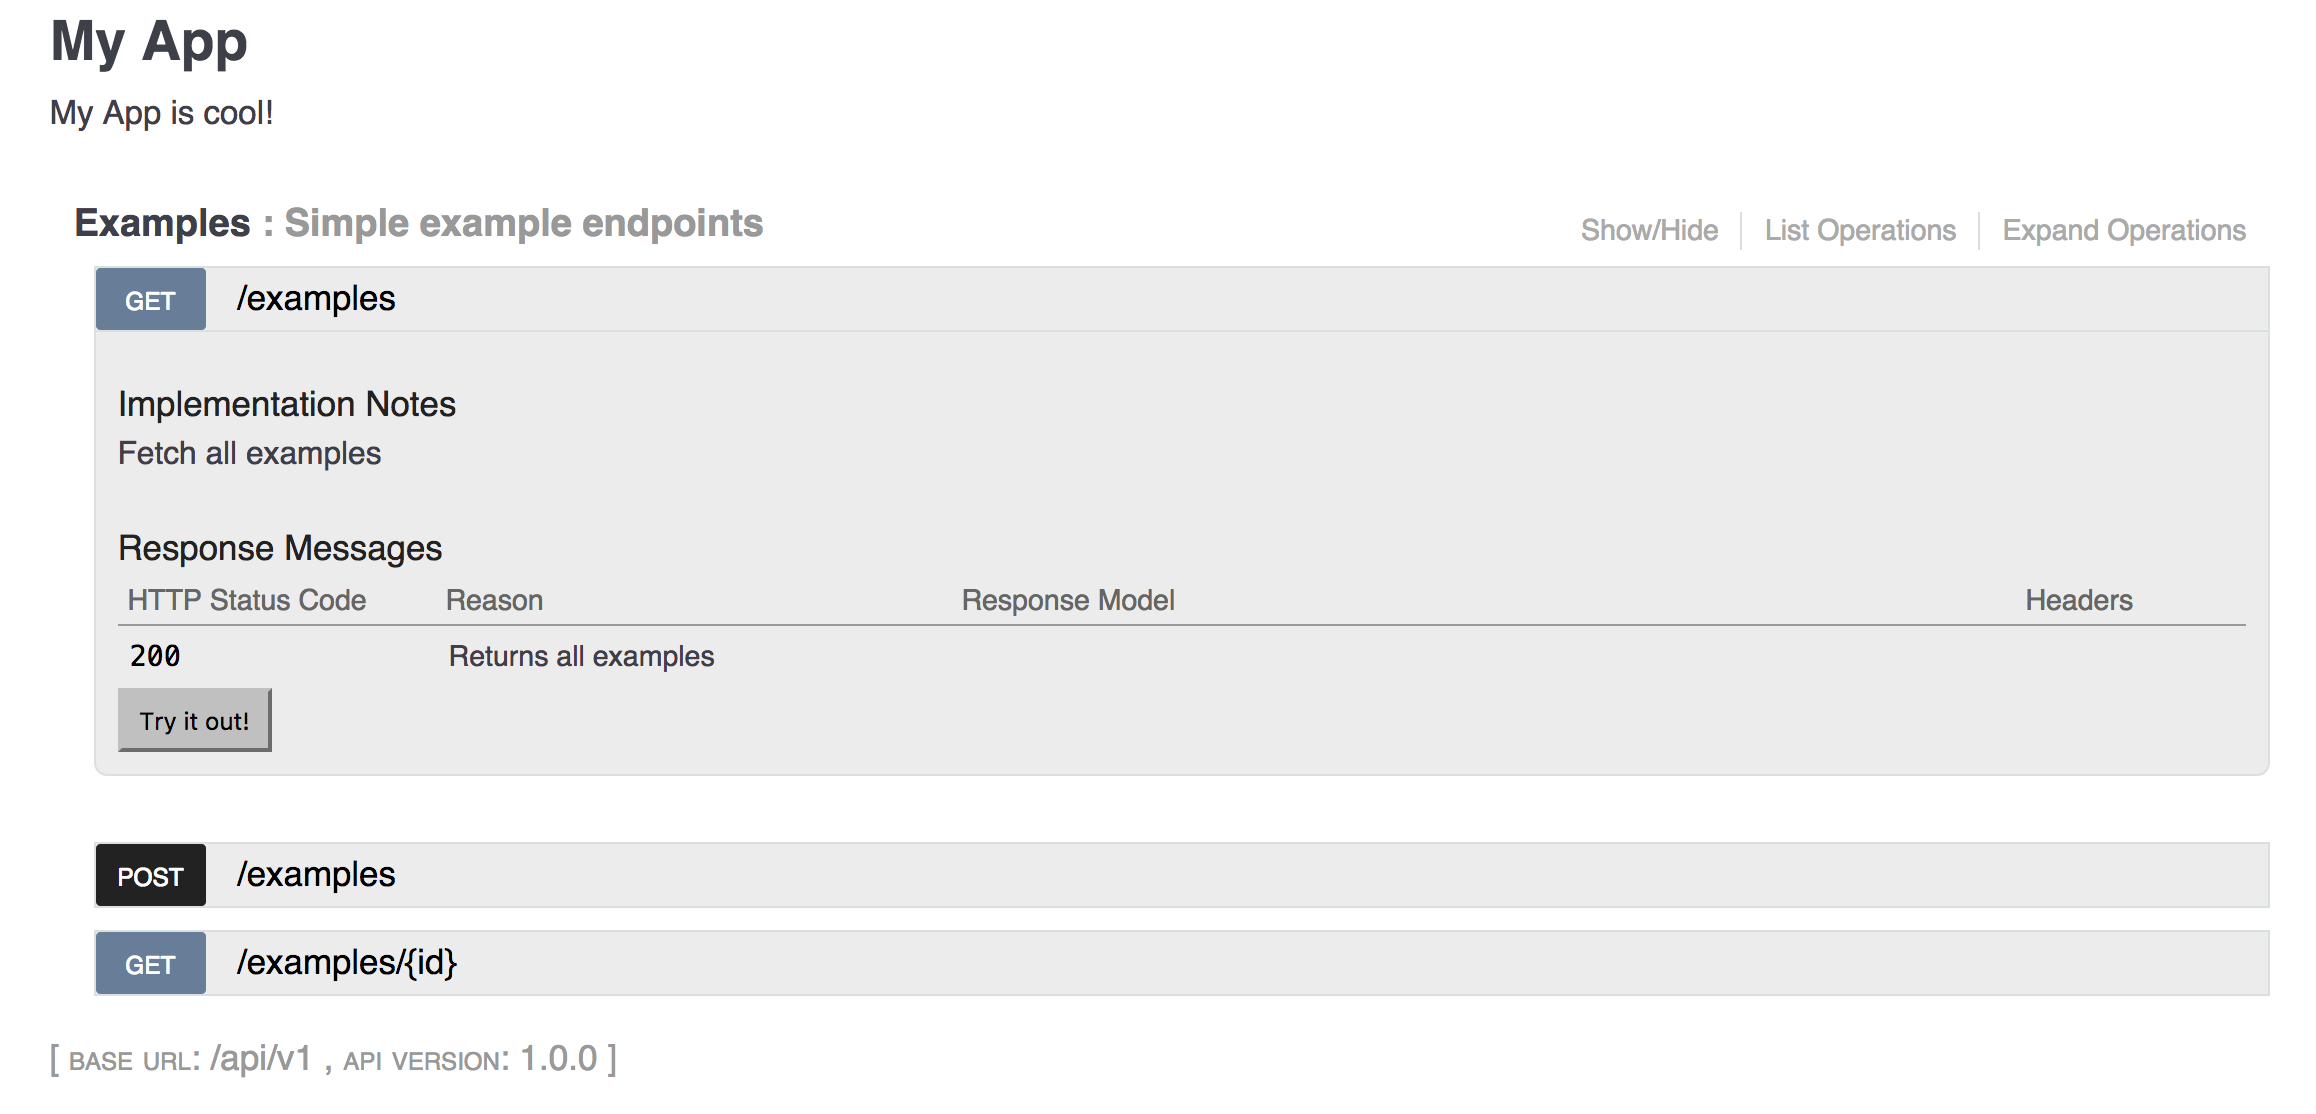 My App
My App is cool!
Examples : Simple example endpoints
Show/Hide
List Operations
Expand Operations
GET /examples
Implementation Notes
Fetch all examples
Response Messages
HTTP Status Code Reason Response Model Headers
200 Returns all examples
Try it out!
POST /examples
GET /examples/{id}
[ BASE URL: /api/v1 , API VERSION: 1.0.0 ]